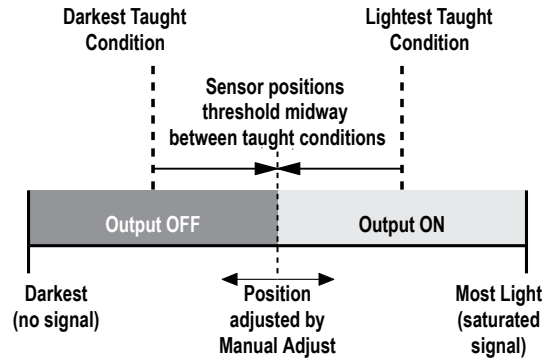 Darkest Taught
Condition
Lightest Taught
Condition
Sensor positions
threshold midway
between taught conditions
Output OFF
Output ON
Darkest
(no signal)
Position
adjusted by
Manual Adjust
Most Light
(saturated
signal)